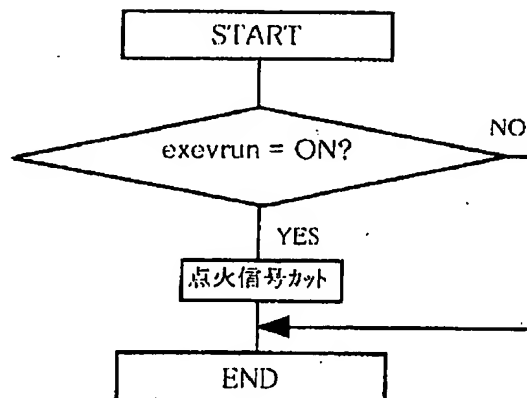 START
exevrun = ON?
NO
YES
点火信号カット
END